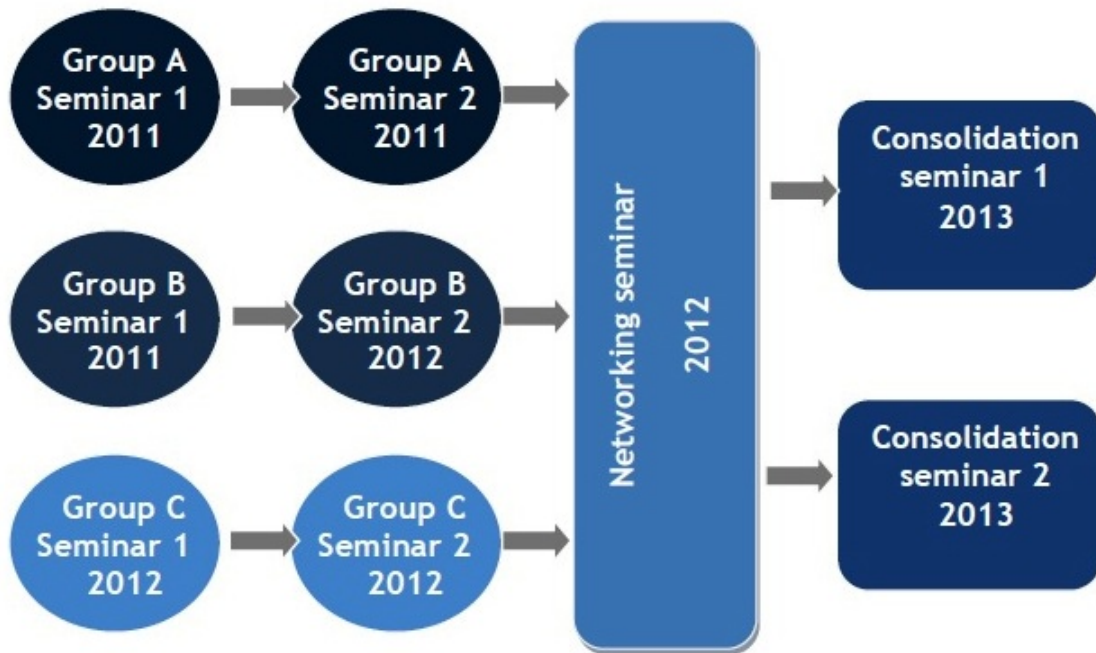 Group A
Seminar 1
2011
Group A
Seminar 2
2011
Group B
Seminar 1
2011
Group B
Seminar 2
2012
Group C
Seminar 1
2012
Group C
Seminar 2
2012
Networking seminar
2012
Consolidation
seminar 1
2013
Consolidation
seminar 2
2013